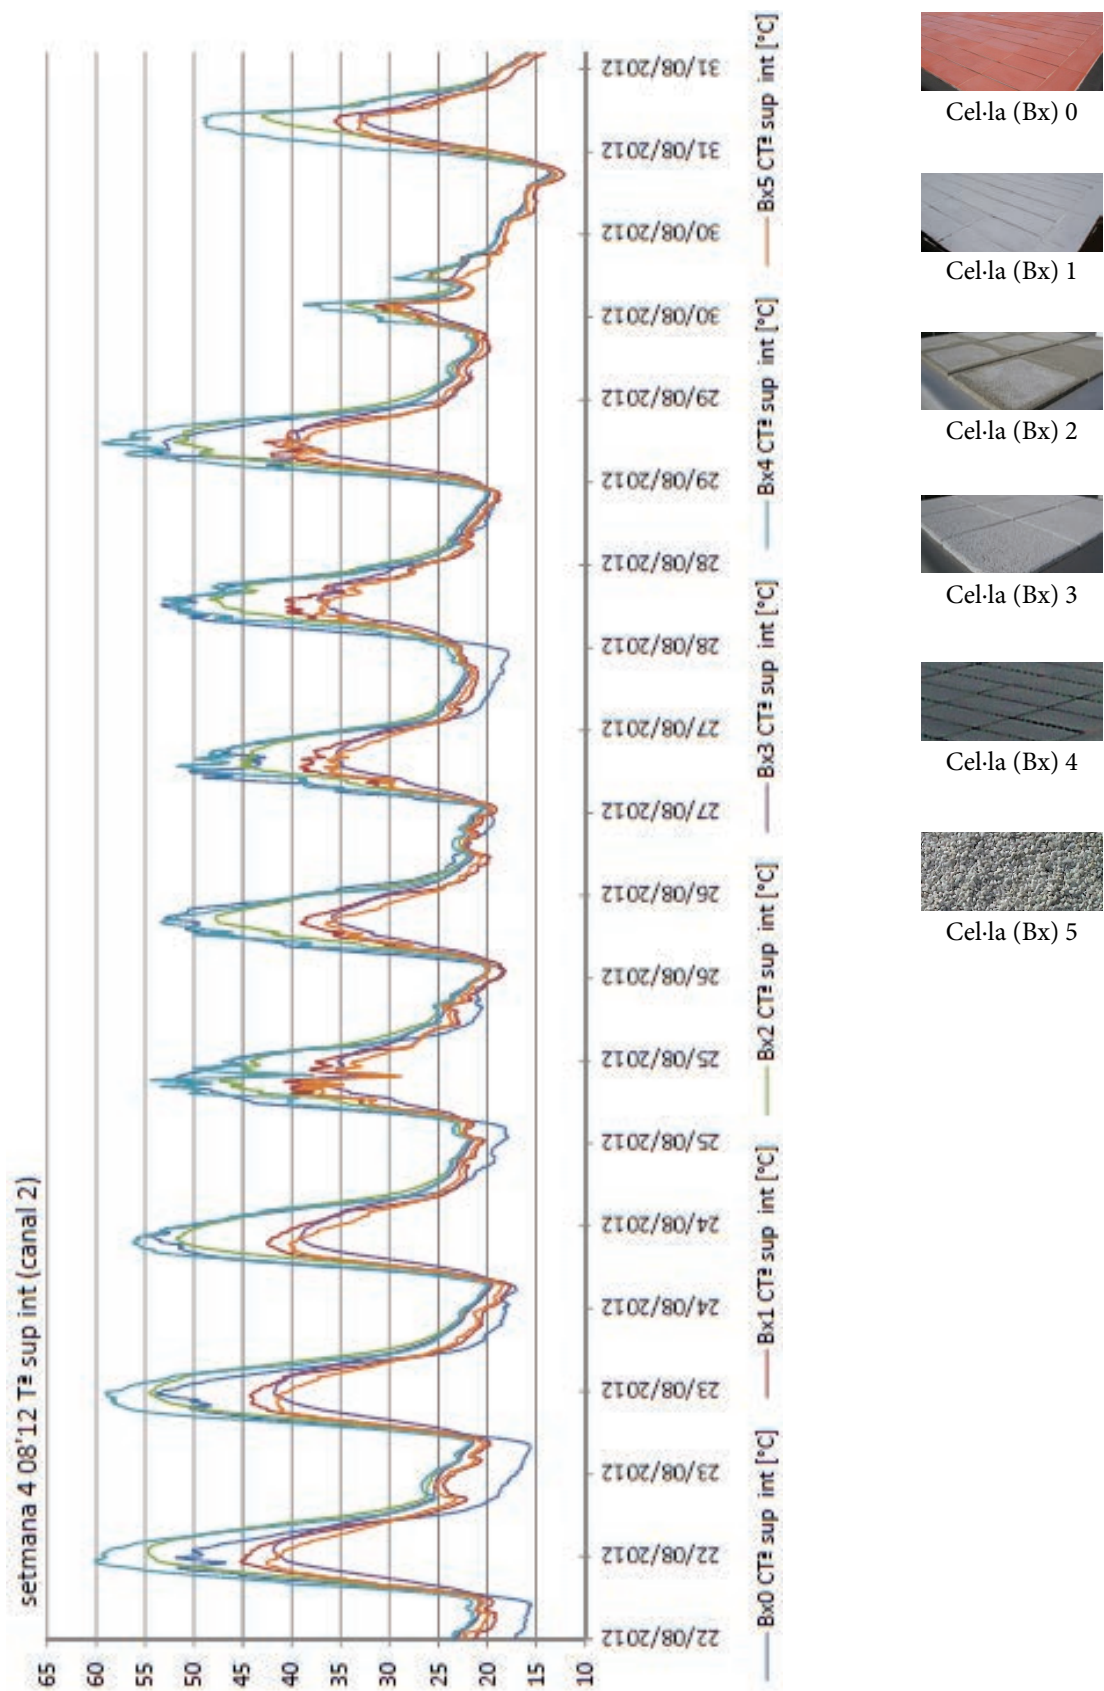 setmana 4 08'12 Tª sup int (canal 2)
65
60
55
50
45
40
35
30
25
20
15
10
22/08/2012
22/08/2012
23/08/2012
23/08/2012
24/08/2012
24/08/2012
25/08/2012
25/08/2012
26/08/2012
26/08/2012
27/08/2012
27/08/2012
28/08/2012
28/08/2012
29/08/2012
29/08/2012
30/08/2012
30/08/2012
31/08/2012
31/08/2012
Bx0 CTª sup int [°C]
Bx1 CTª sup int [°C]
Bx2 CTª sup int [°C]
Bx3 CTª sup int [°C]
Bx4 CTª sup int [°C]
Bx5 CTª sup int [°C]
Cel·la (Bx) 0
Cel·la (Bx) 1
Cel·la (Bx) 2
Cel·la (Bx) 3
Cel·la (Bx) 4
Cel·la (Bx) 5